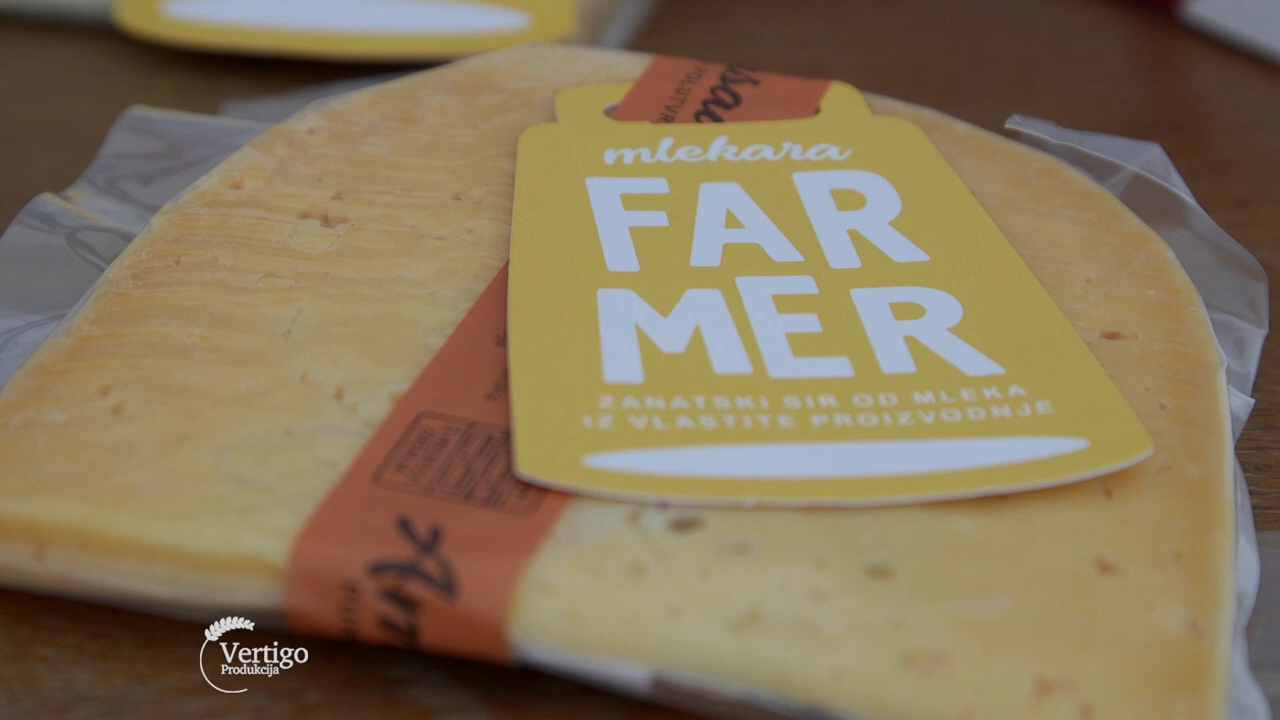 mlekara
FAR
MER
ZANATSKI SIR OD MLEKA
IZ VLASTITE PROIZVODNJE
Vertigo
Produkcija